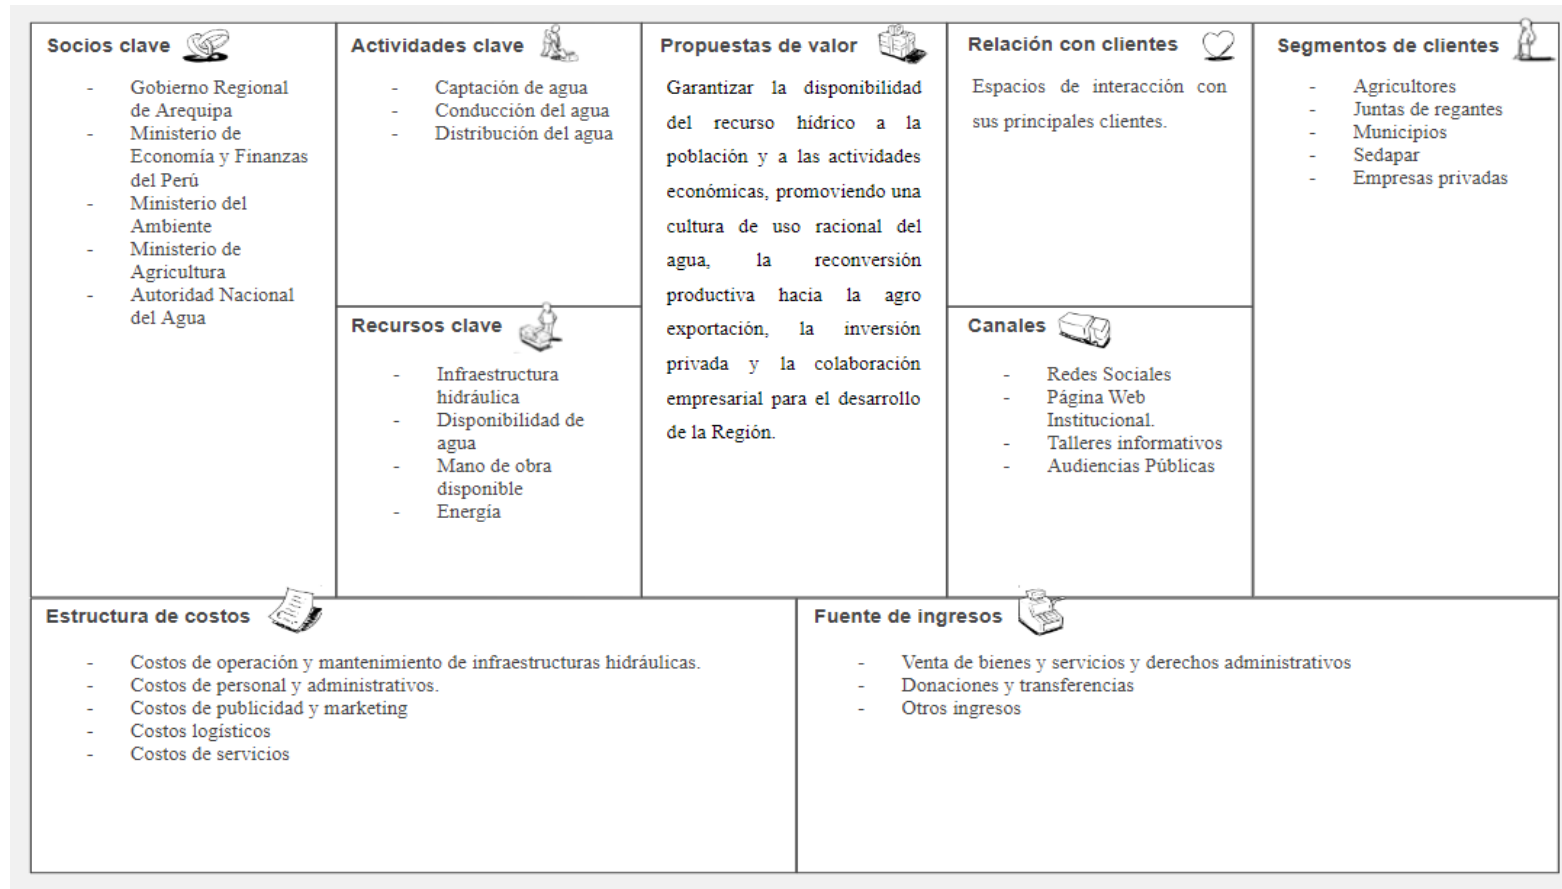 Socios clave
- Gobierno Regional
de Arequipa
- Ministerio de
Economía y Finanzas
del Perú
- Ministerio del
Ambiente
- Ministerio de
Agricultura
- Autoridad Nacional
del Agua
Actividades clave
- Captación de agua
- Conducción del agua
- Distribución del agua
Recursos clave
- Infraestructura
hidráulica
- Disponibilidad de
agua
- Mano de obra
disponible
- Energía
Propuestas de valor
Garantizar la disponibilidad
del recurso hídrico a la
población y a las actividades
económicas, promoviendo una
cultura de uso racional del
agua, la reconversión
productiva hacia la agro
exportación, la inversión
privada y la colaboración
empresarial para el desarrollo
de la Región.
Relación con clientes
Espacios de interacción con
sus principales clientes.
Canales
- Redes Sociales
- Página Web
Institucional.
- Talleres informativos
- Audiencias Públicas
Segmentos de clientes
- Agricultores
- Juntas de regantes
- Municipios
- Sedapar
- Empresas privadas
Estructura de costos
- Costos de operación y mantenimiento de infraestructuras hidráulicas.
- Costos de personal y administrativos.
- Costos de publicidad y marketing
- Costos logísticos
- Costos de servicios
Fuente de ingresos
- Venta de bienes y servicios y derechos administrativos
- Donaciones y transferencias
- Otros ingresos